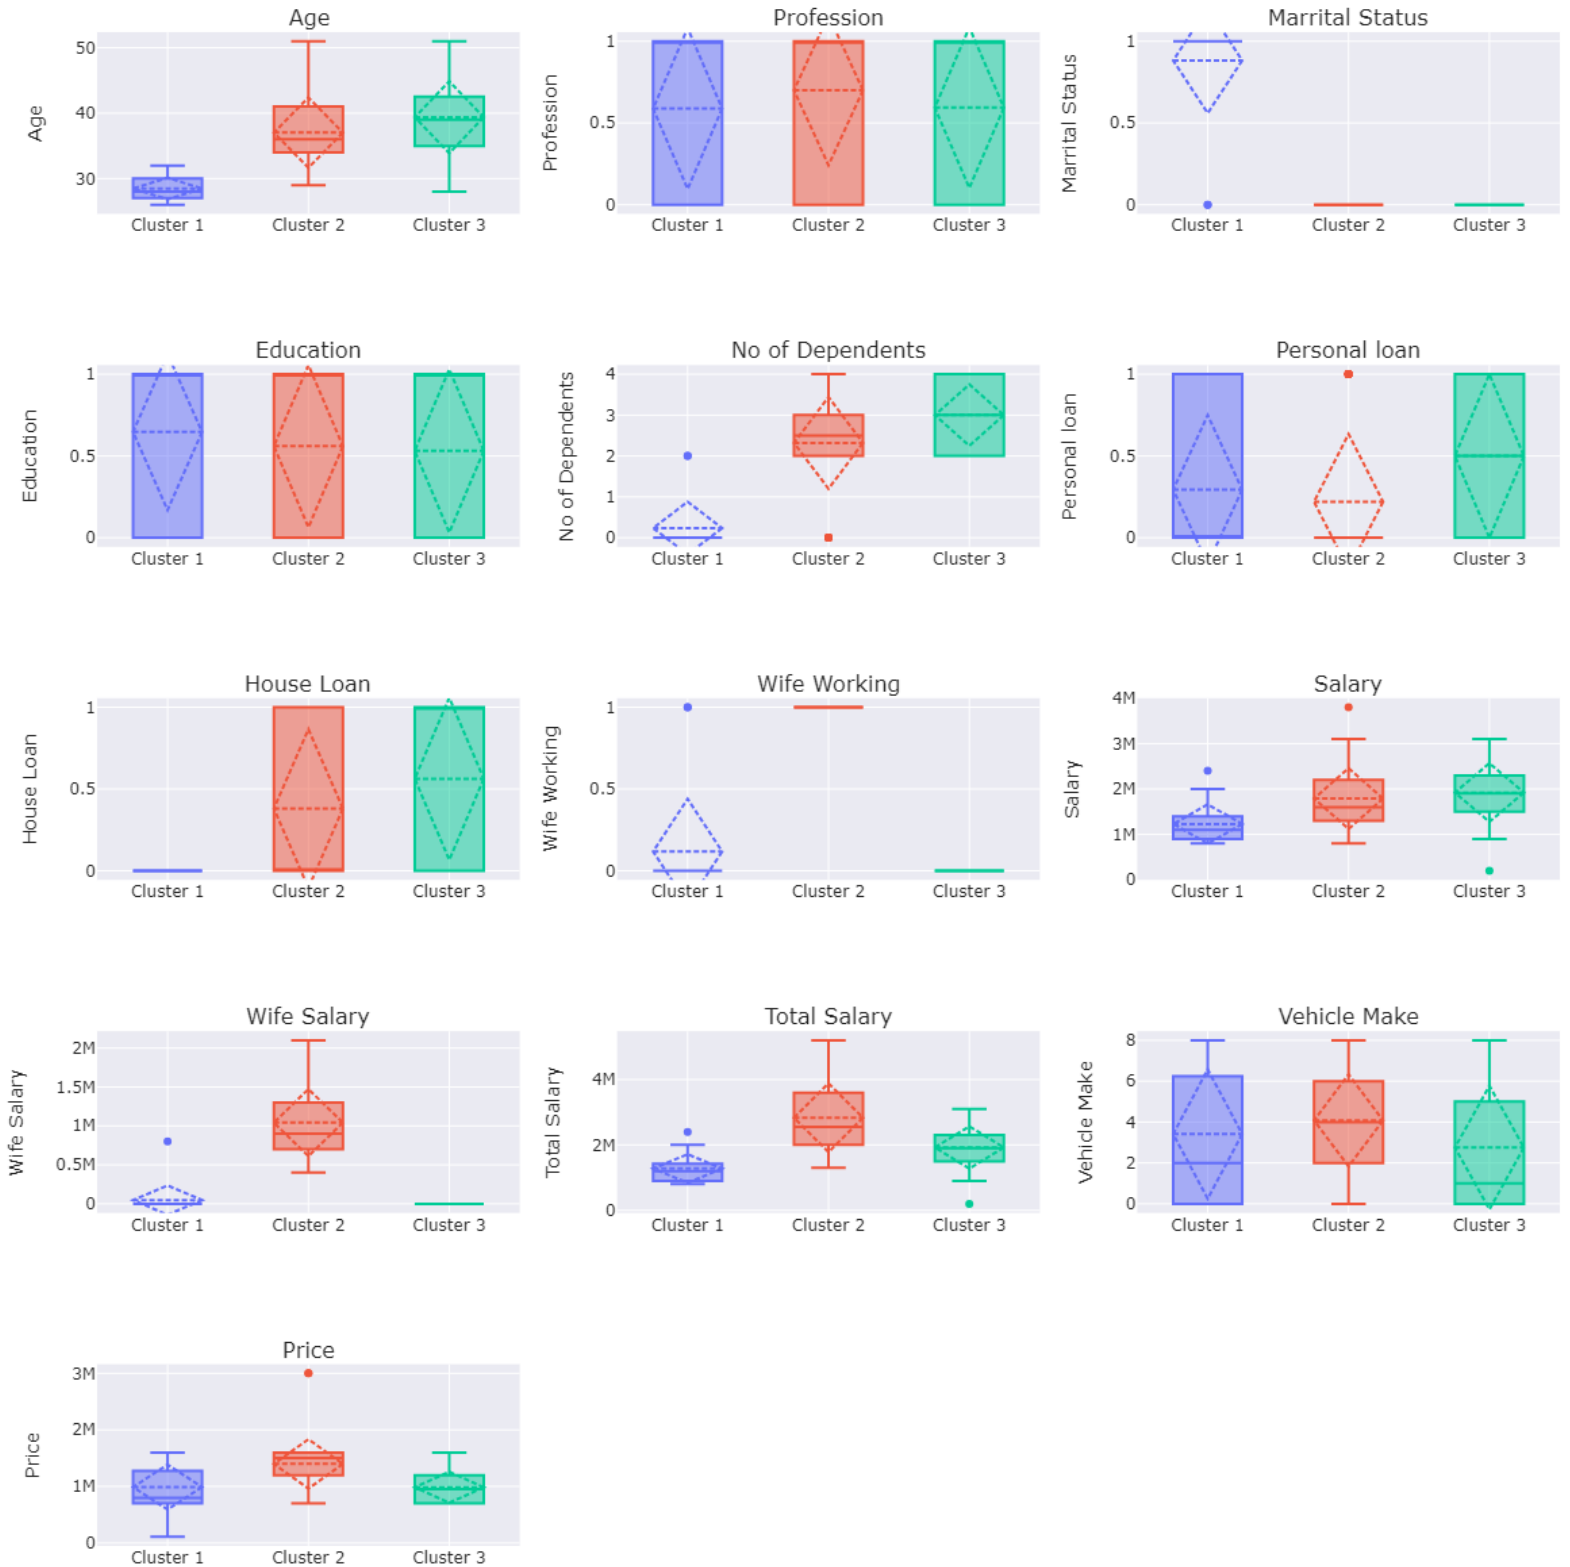 Age
Profession
Marrital Status
50
40
30
Age
Cluster 1
Cluster 2
Cluster 3
1
0.5
0
Profession
Cluster 1
Cluster 2
Cluster 3
1
0.5
0
Marrital Status
Cluster 1
Cluster 2
Cluster 3
Education
No of Dependents
Personal loan
1
0.5
0
Education
Cluster 1
Cluster 2
Cluster 3
4
3
2
1
0
No of Dependents
Cluster 1
Cluster 2
Cluster 3
1
0.5
0
Personal loan
Cluster 1
Cluster 2
Cluster 3
House Loan
Wife Working
Salary
1
0.5
0
House Loan
Cluster 1
Cluster 2
Cluster 3
1
0.5
0
Wife Working
Cluster 1
Cluster 2
Cluster 3
4M
3M
2M
1M
0
Salary
Cluster 1
Cluster 2
Cluster 3
Wife Salary
Total Salary
Vehicle Make
2M
1.5M
1M
0.5M
0
Wife Salary
Cluster 1
Cluster 2
Cluster 3
4M
2M
0
Total Salary
Cluster 1
Cluster 2
Cluster 3
8
6
4
2
0
Vehicle Make
Cluster 1
Cluster 2
Cluster 3
Price
3M
2M
1M
0
Price
Cluster 1
Cluster 2
Cluster 3